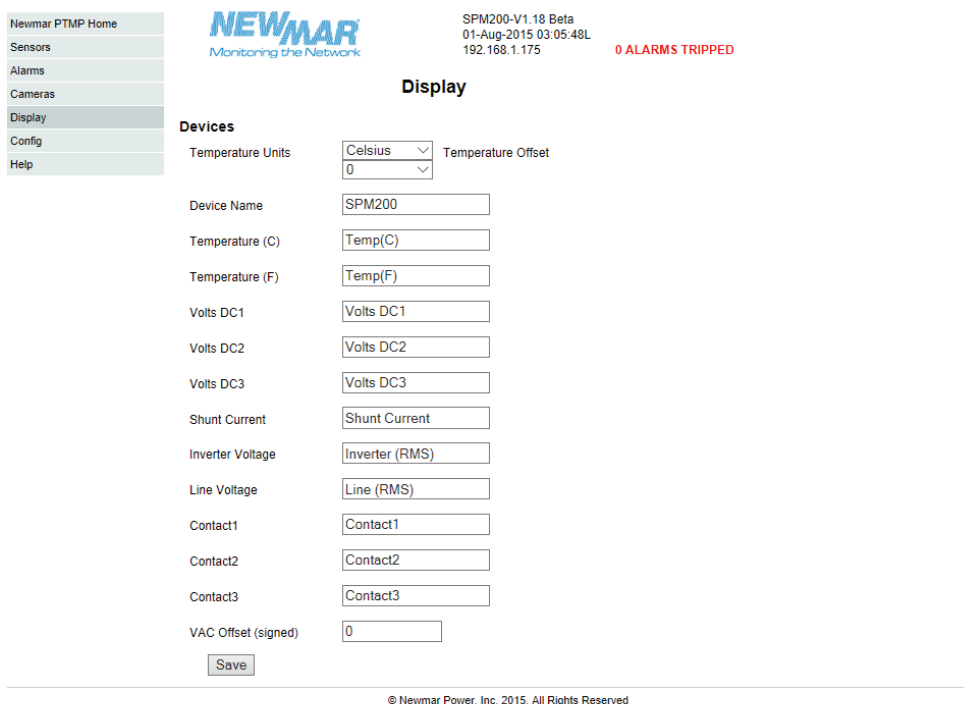 Newmar PTMP Home
Sensors
Alarms
Cameras
Display
Config
Help
NEWMAR®
Monitoring the Network
SPM200-V1.18 Beta
01-Aug-2015 03:05:48L
192.168.1.175
0 ALARMS TRIPPED
Display
Devices
Temperature Units Celsius Temperature Offset
0
Device Name SPM200
Temperature (C) Temp(C)
Temperature (F) Temp(F)
Volts DC1 Volts DC1
Volts DC2 Volts DC2
Volts DC3 Volts DC3
Shunt Current Shunt Current
Inverter Voltage Inverter (RMS)
Line Voltage Line (RMS)
Contact1 Contact1
Contact2 Contact2
Contact3 Contact3
VAC Offset (signed) 0
Save
© Newmar Power, Inc. 2015. All Rights Reserved